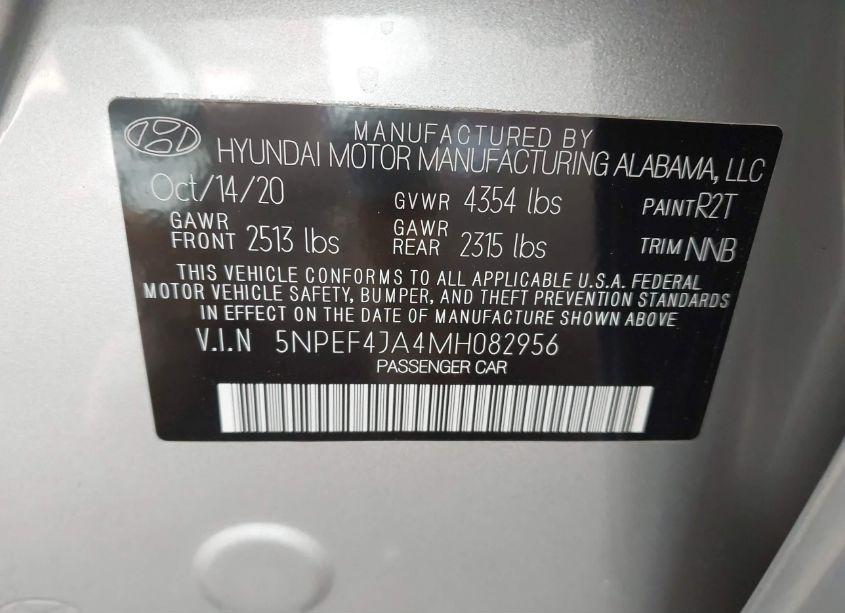 MANUFACTURED BY
HYUNDAI MOTOR MANUFACTURING ALABAMA, LLC
Oct/14/20 GVWR 4354 lbs PAINT R2T
GAWR FRONT 2513 lbs GAWR REAR 2315 lbs TRIM NNB
THIS VEHICLE CONFORMS TO ALL APPLICABLE U.S.A. FEDERAL
MOTOR VEHICLE SAFETY, BUMPER, AND THEFT PREVENTION STANDARDS
IN EFFECT ON THE DATE OF MANUFACTURE SHOWN ABOVE.
V.I.N 5NPEF4JA4MH082956
PASSENGER CAR